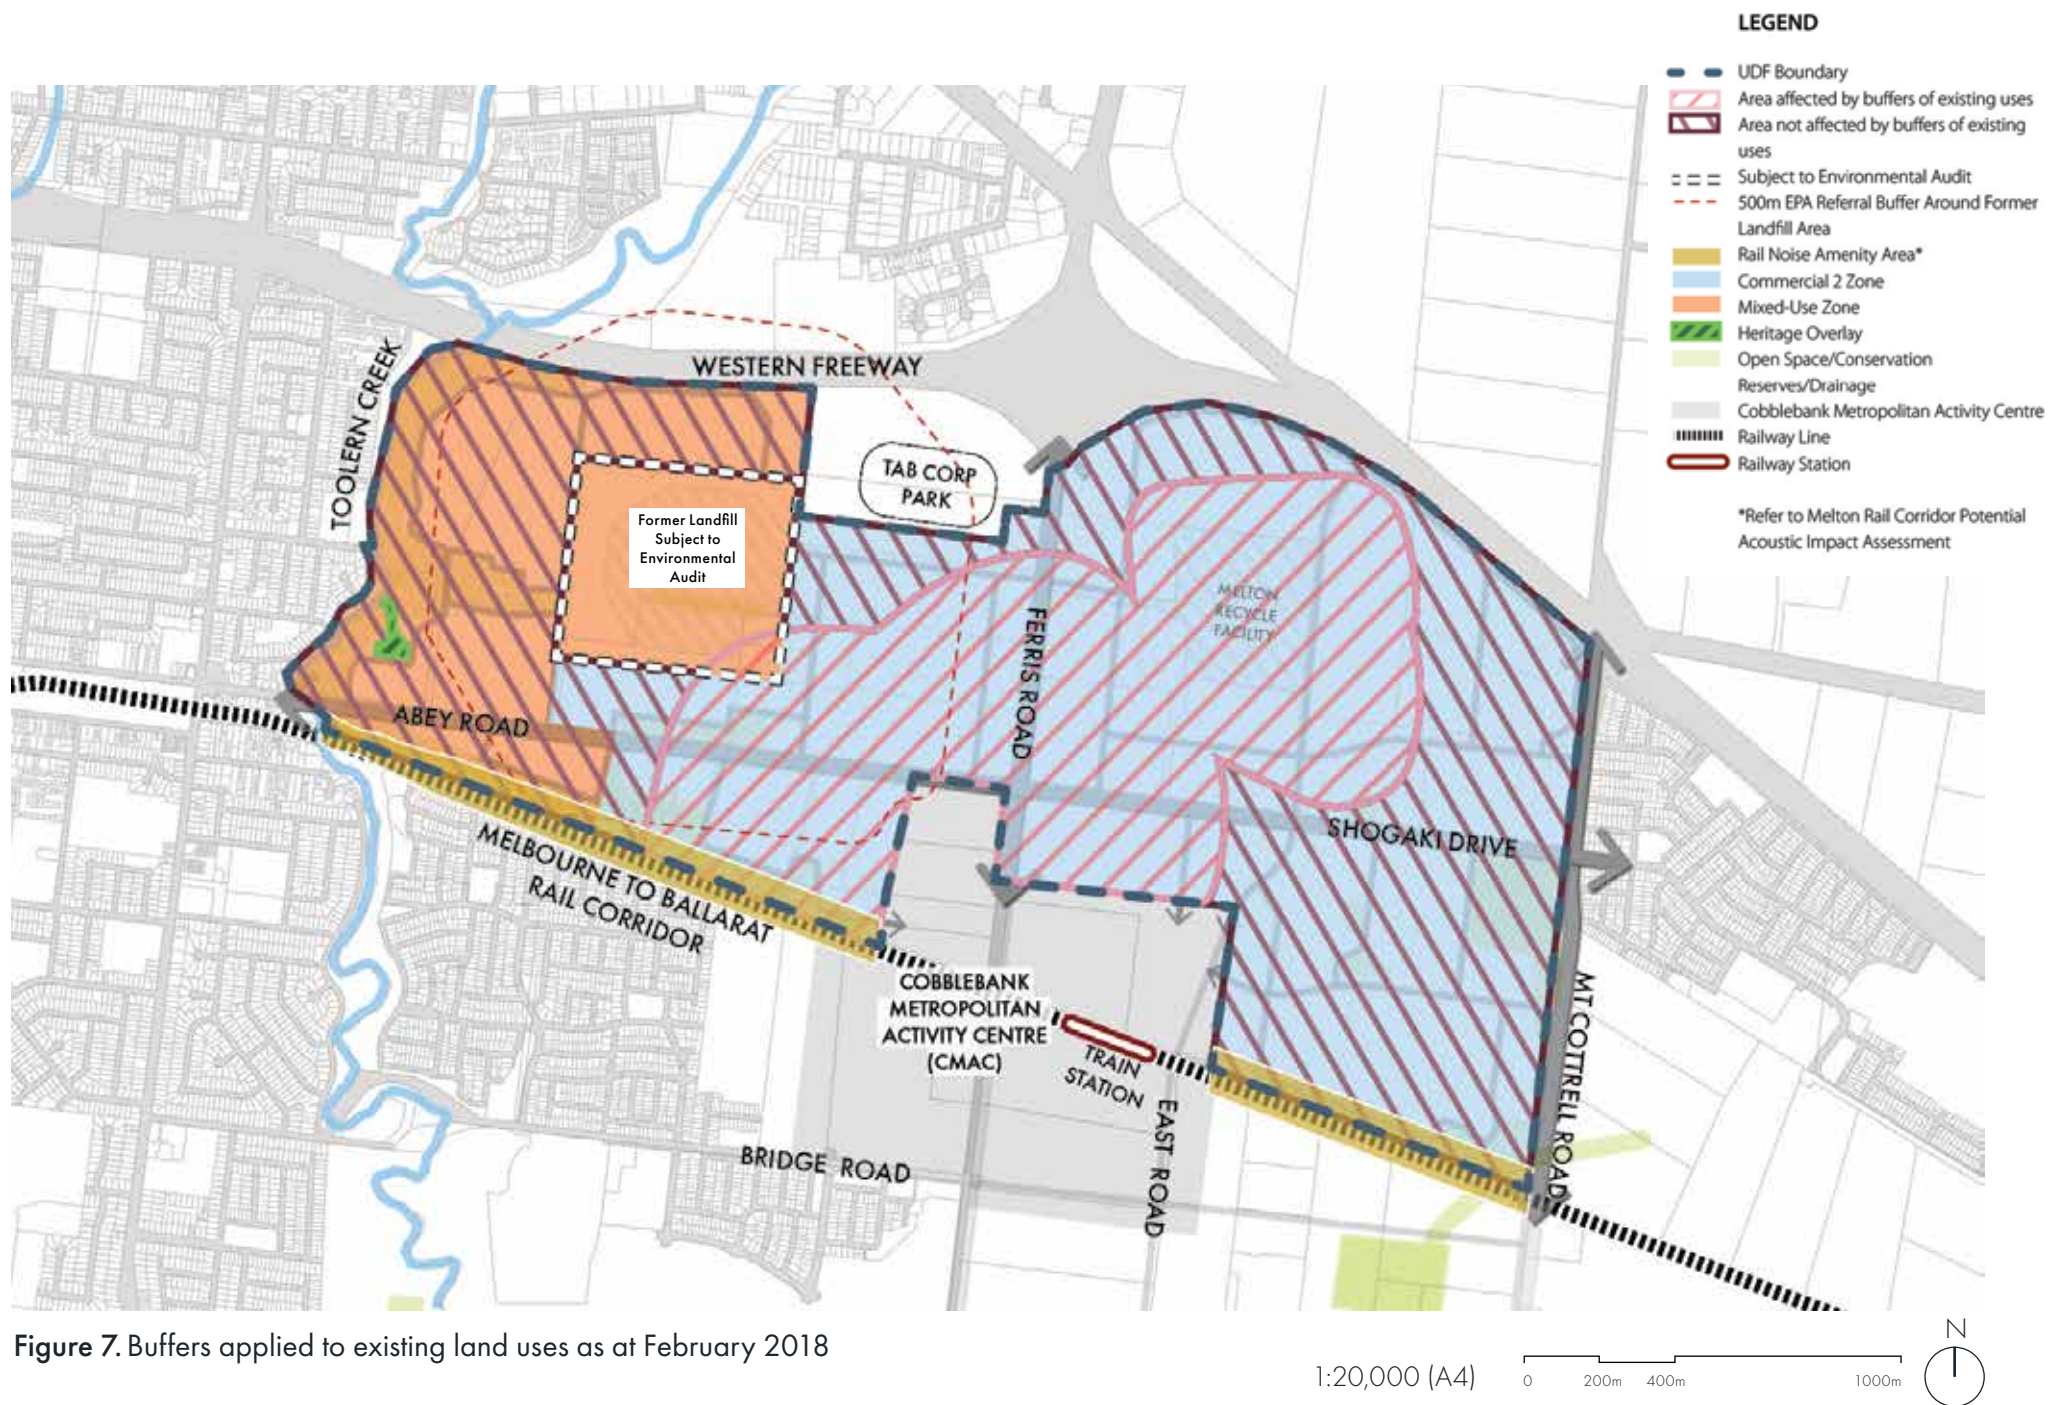 LEGEND
UDF Boundary
Area affected by buffers of existing uses
Area not affected by buffers of existing
uses
Subject to Environmental Audit
500m EPA Referral Buffer Around Former
Landfill Area
Rail Noise Amenity Area*
Commercial 2 Zone
Mixed-Use Zone
Heritage Overlay
Open Space/Conservation
Reserves/Drainage
Cobblebank Metropolitan Activity Centre
Railway Line
Railway Station
*Refer to Melton Rail Corridor Potential
Acoustic Impact Assessment
WESTERN FREEWAY
TOOLERN CREEK
TAB CORP
PARK
Former Landfill
Subject to
Environmental
Audit
MELTON
RECYCLE
FACILITY
FERRIS ROAD
ABEY ROAD
SHOGAKI DRIVE
MELBOURNE TO BALLARAT
RAIL CORRIDOR
COBBLEBANK
METROPOLITAN
ACTIVITY CENTRE
(CMAC)
TRAIN
STATION
EAST ROAD
MT COTTRELL ROAD
BRIDGE ROAD
Figure 7. Buffers applied to existing land uses as at February 2018
1:20,000 (A4)
0 200m 400m 1000m
N